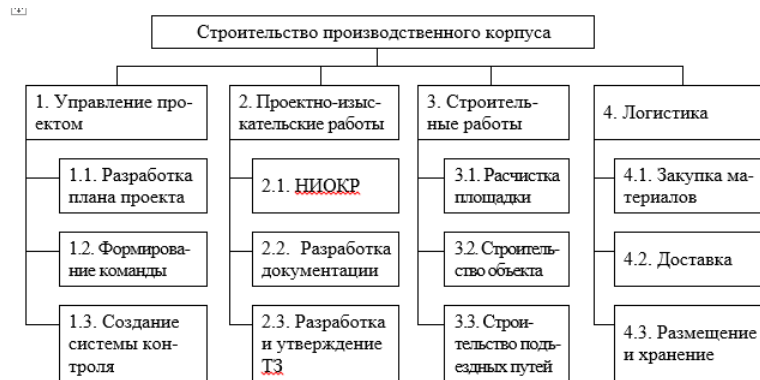 Строительство производственного корпуса
1. Управление про-
ектом
2. Проектно-изыс-
кательские работы
3. Строитель-
ные работы
4. Логистика
1.1. Разработка
плана проекта
2.1. НИОКР
3.1. Расчистка
площадки
4.1. Закупка ма-
териалов
1.2. Формирова-
ние команды
2.2. Разработка
документации
3.2. Строитель-
ство объекта
4.2. Доставка
1.3. Создание
системы кон-
троля
2.3. Разработка
и утверждение
ТЗ
3.3. Строи-
тельство подъ-
ездных путей
4.3. Размещение
и хранение